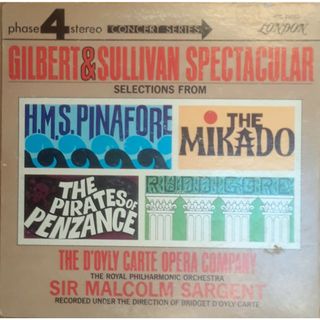 phase 4 stereo CONCERT SERIES
LONDON
GILBERT & SULLIVAN SPECTACULAR
SELECTIONS FROM
H.M.S. PINAFORE
THE MIKADO
THE PIRATES OF PENZANCE
RUDDIGORE
THE D'OYLY CARTE OPERA COMPANY
THE ROYAL PHILHARMONIC ORCHESTRA
SIR MALCOLM SARGENT
RECORDED UNDER THE DIRECTION OF BRIDGET D'OYLY CARTE